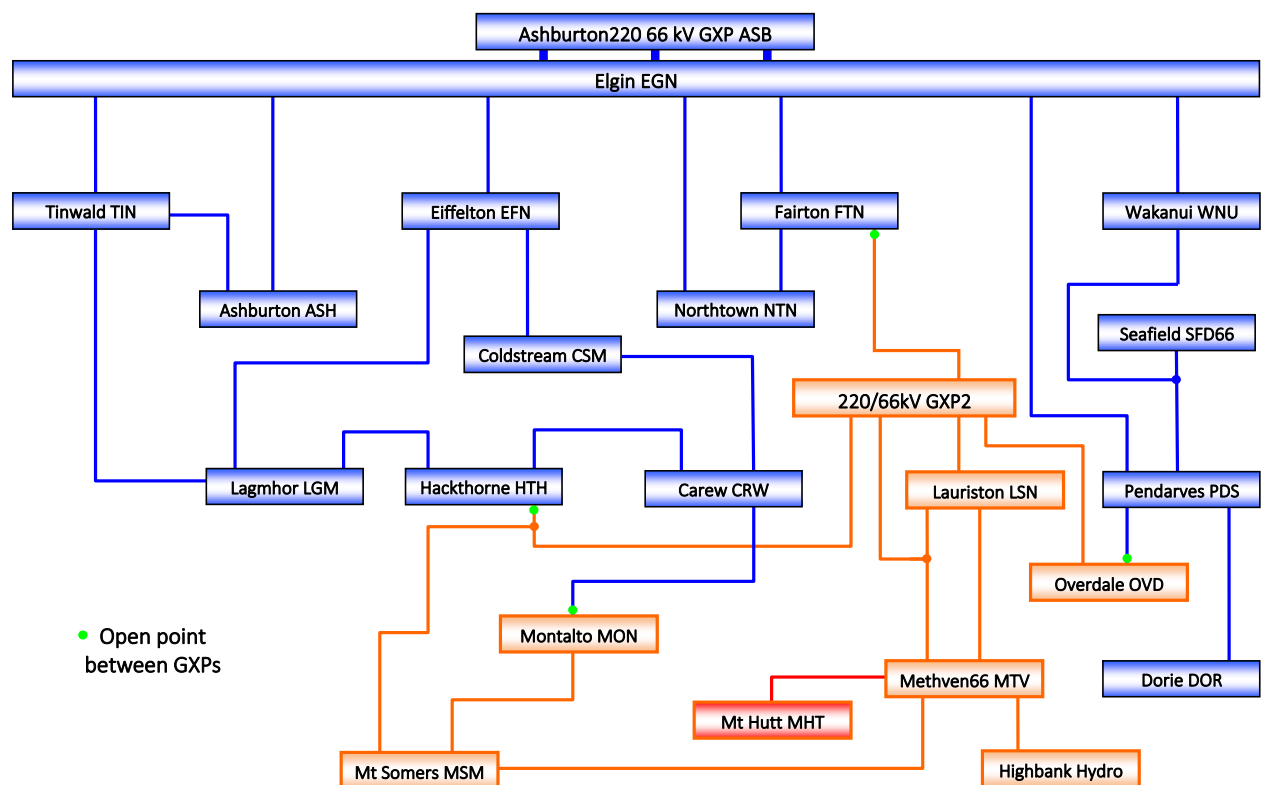 Ashburton220 66 kV GXP ASB
Elgin EGN
Tinwald TIN
Eiffelton EFN
Fairton FTN
Wakanui WNU
Ashburton ASH
Northtown NTN
Seafield SFD66
Coldstream CSM
220/66kV GXP2
Lagmhor LGM
Hackthorne HTH
Carew CRW
Lauriston LSN
Pendarves PDS
Overdale OVD
Open point
between GXPs
Montalto MON
Methven66 MTV
Dorie DOR
Mt Hutt MHT
Mt Somers MSM
Highbank Hydro